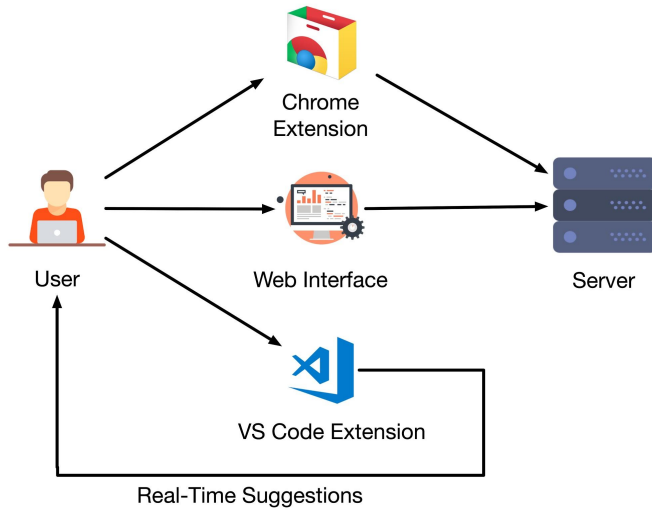 Chrome
Extension
User
Web Interface
Server
VS Code Extension
Real-Time Suggestions